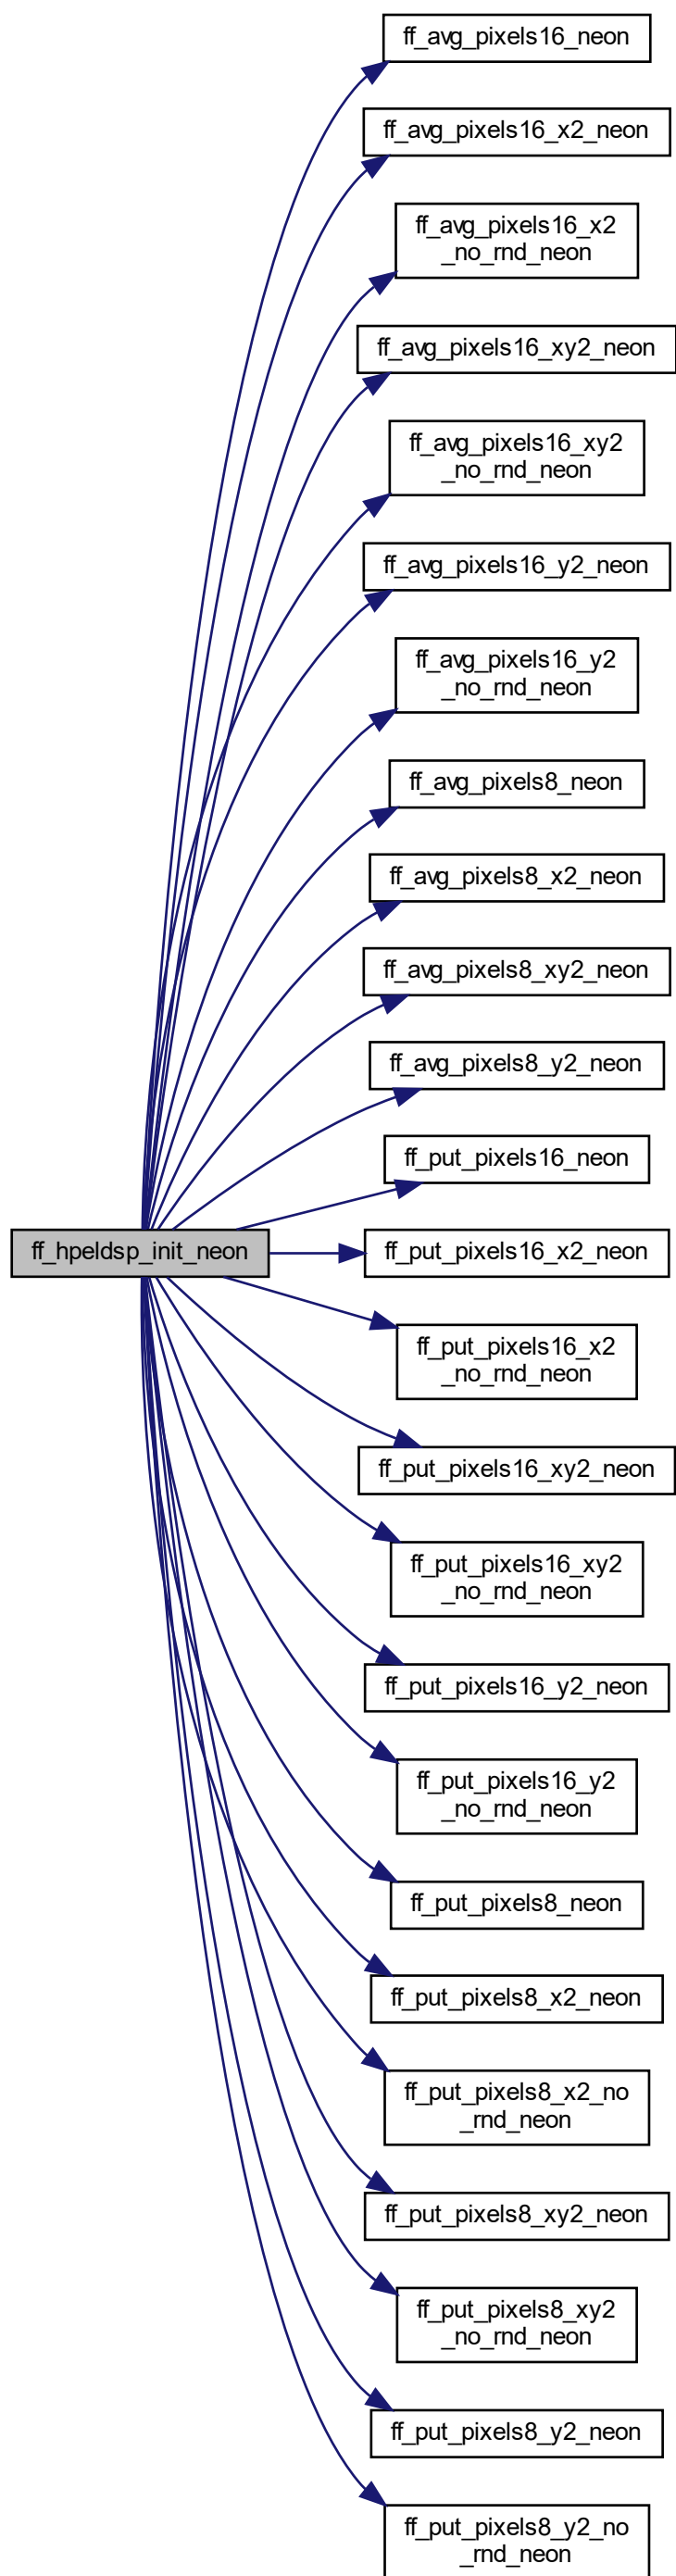 ff_avg_pixels16_neon
ff_avg_pixels16_x2_neon
ff_avg_pixels16_x2
_no_rnd_neon
ff_avg_pixels16_xy2_neon
ff_avg_pixels16_xy2
_no_rnd_neon
ff_avg_pixels16_y2_neon
ff_avg_pixels16_y2
_no_rnd_neon
ff_avg_pixels8_neon
ff_avg_pixels8_x2_neon
ff_avg_pixels8_xy2_neon
ff_avg_pixels8_y2_neon
ff_put_pixels16_neon
ff_hpeldsp_init_neon
ff_put_pixels16_x2_neon
ff_put_pixels16_x2
_no_rnd_neon
ff_put_pixels16_xy2_neon
ff_put_pixels16_xy2
_no_rnd_neon
ff_put_pixels16_y2_neon
ff_put_pixels16_y2
_no_rnd_neon
ff_put_pixels8_neon
ff_put_pixels8_x2_neon
ff_put_pixels8_x2_no
_rnd_neon
ff_put_pixels8_xy2_neon
ff_put_pixels8_xy2
_no_rnd_neon
ff_put_pixels8_y2_neon
ff_put_pixels8_y2_no
_rnd_neon